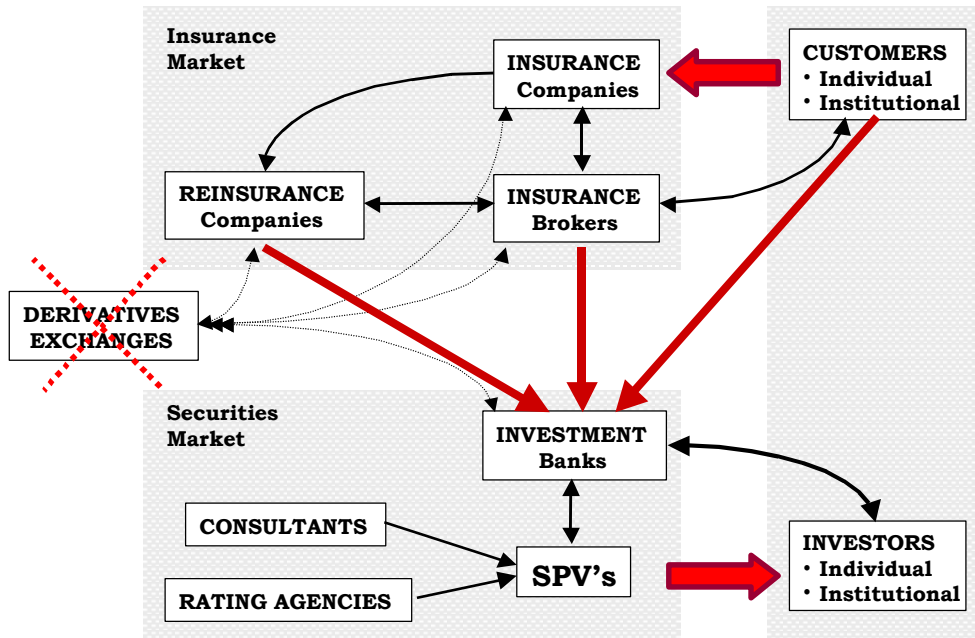 Insurance
Market
INSURANCE
Companies
CUSTOMERS
• Individual
• Institutional
REINSURANCE
Companies
INSURANCE
Brokers
DERIVATIVES
EXCHANGES
Securities
Market
INVESTMENT
Banks
CONSULTANTS
SPV's
RATING AGENCIES
INVESTORS
• Individual
• Institutional